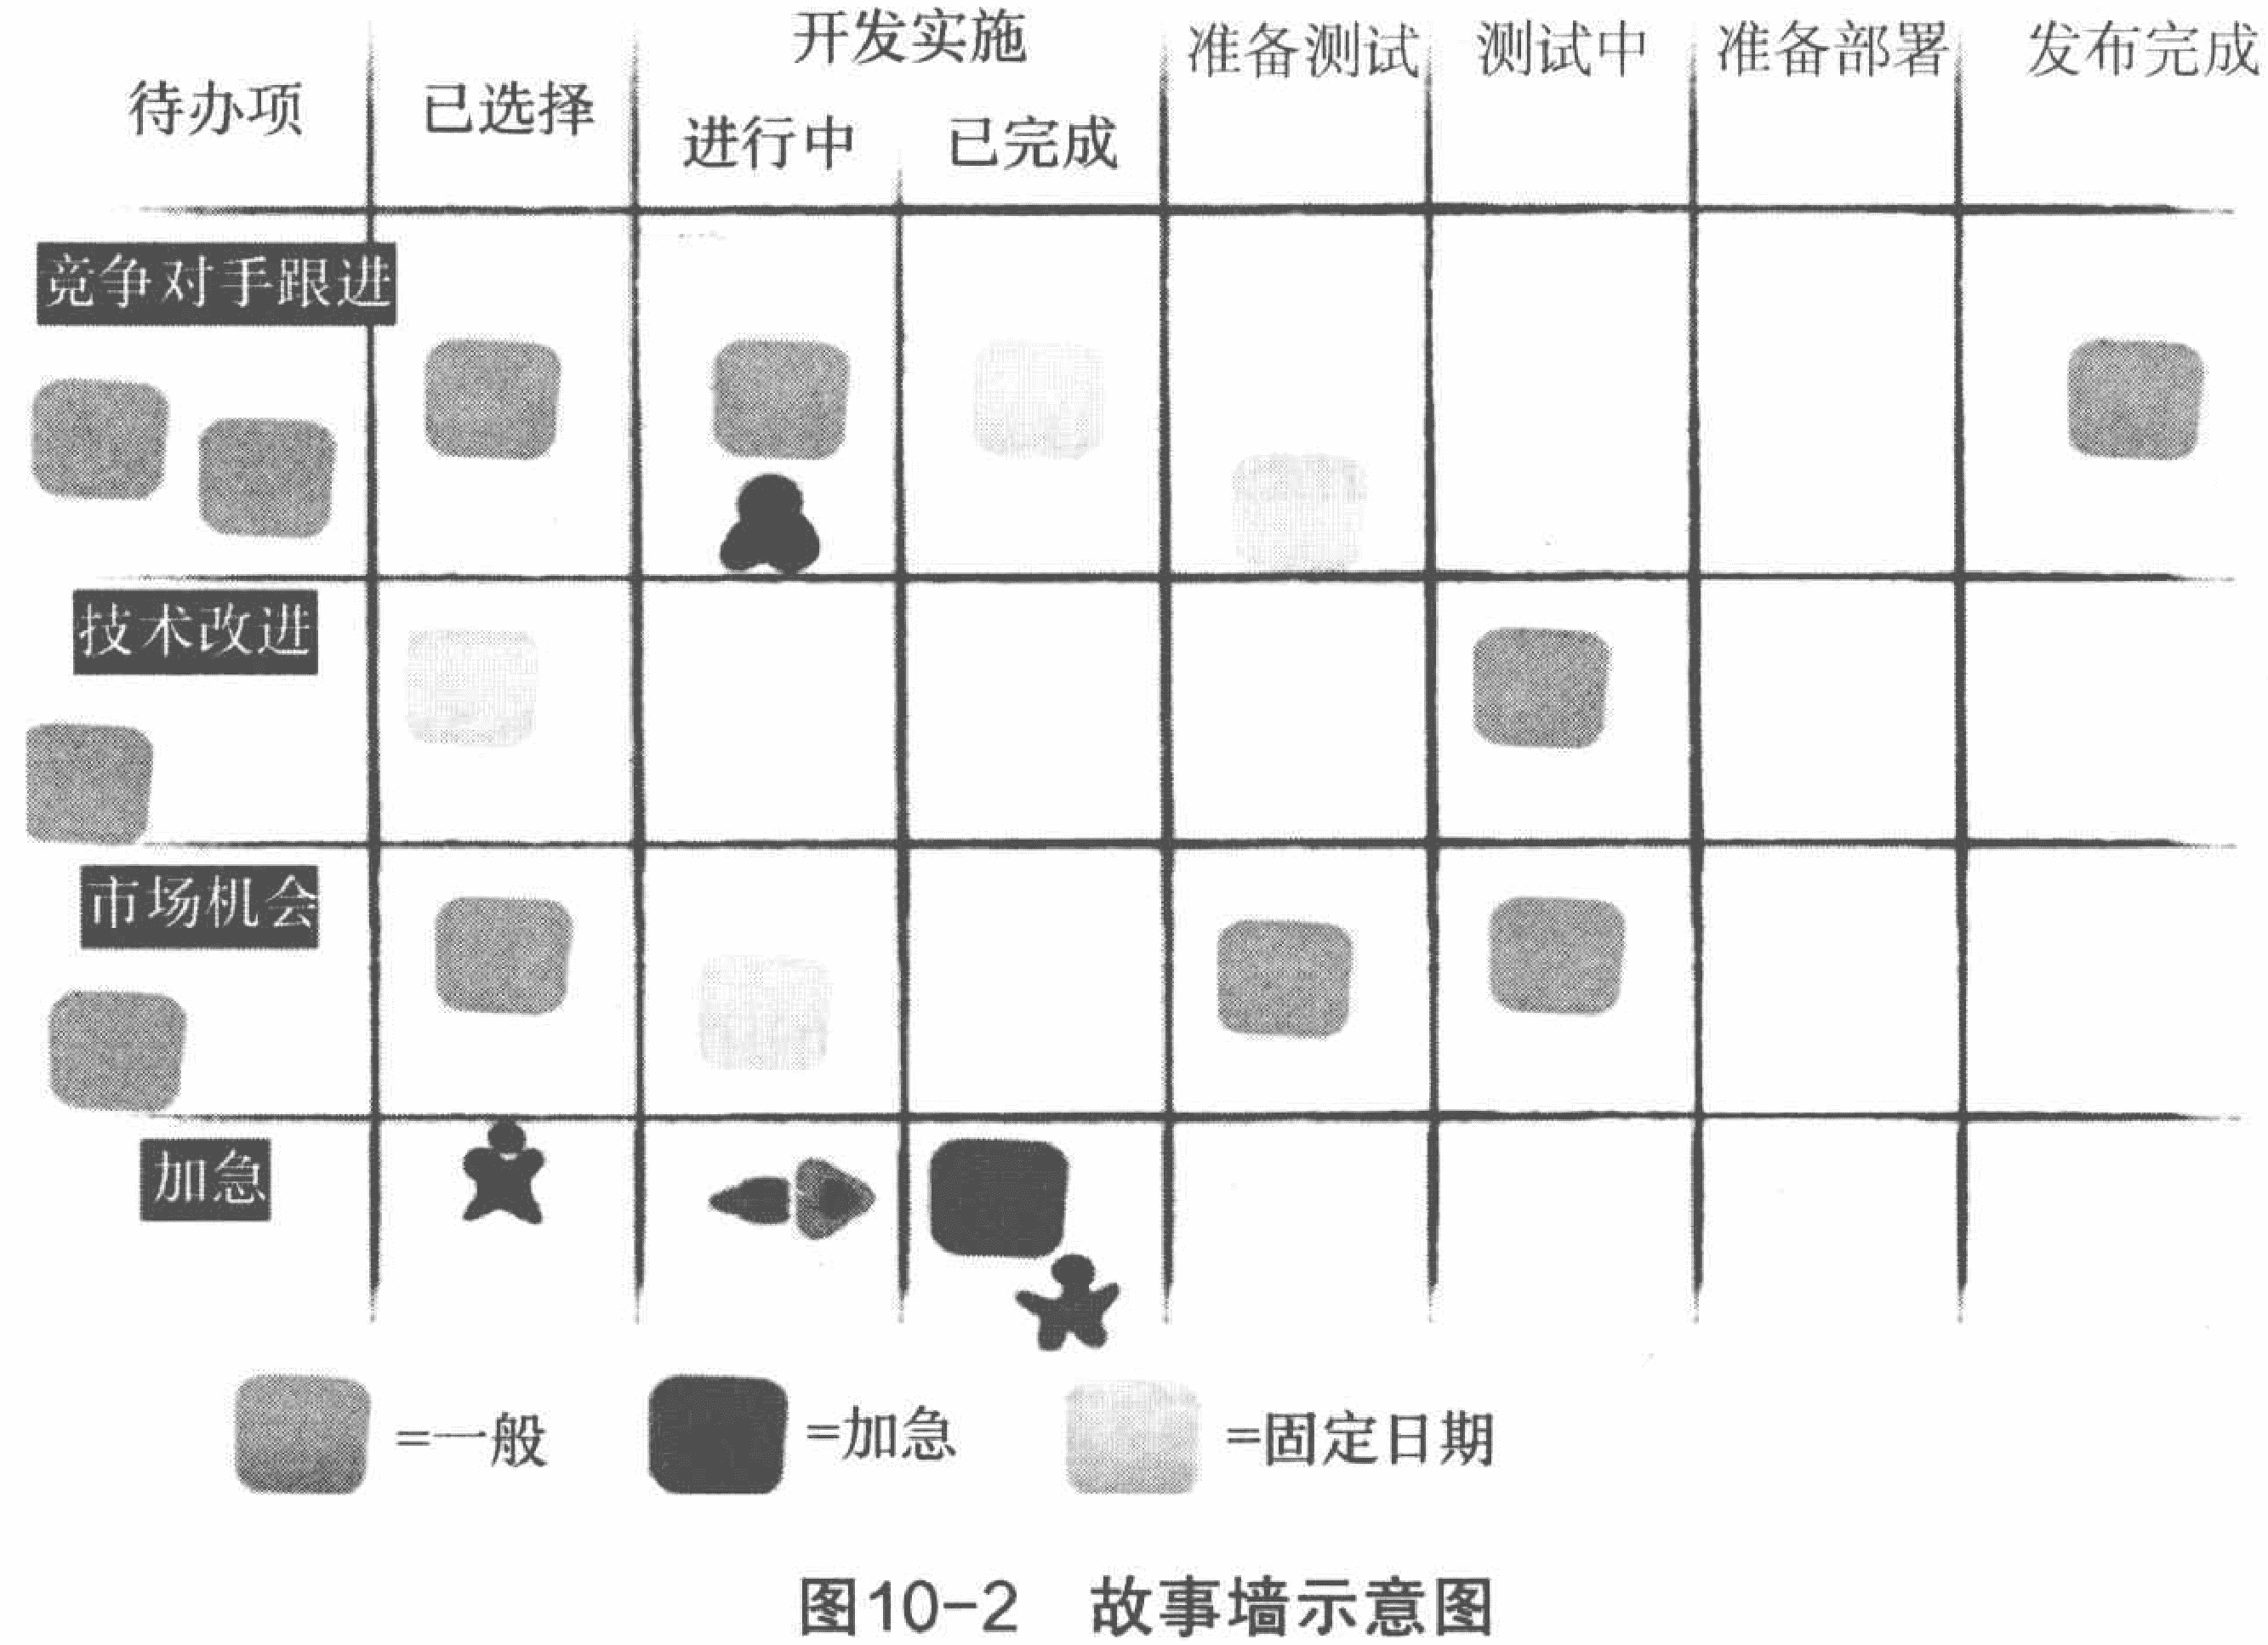 开发实施
准备测试
测试中
准备部署
发布完成
待办项
已选择
进行中
已完成
竞争对手跟进
技术改进
市场机会
加急
=一般
=加急
=固定日期
图10-2 故事墙示意图